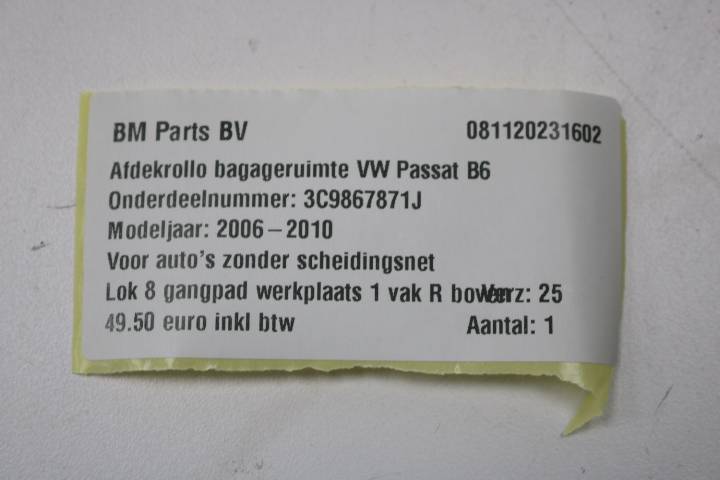 BM Parts BV 081120231602
Afdekrollo bagageruimte VW Passat B6
Onderdeelnummer: 3C9867871J
Modeljaar: 2006-2010
Voor auto's zonder scheidingsnet
Lok 8 gangpad werkplaats 1 vak R boven Verz: 25
49.50 euro inkl btw Aantal: 1